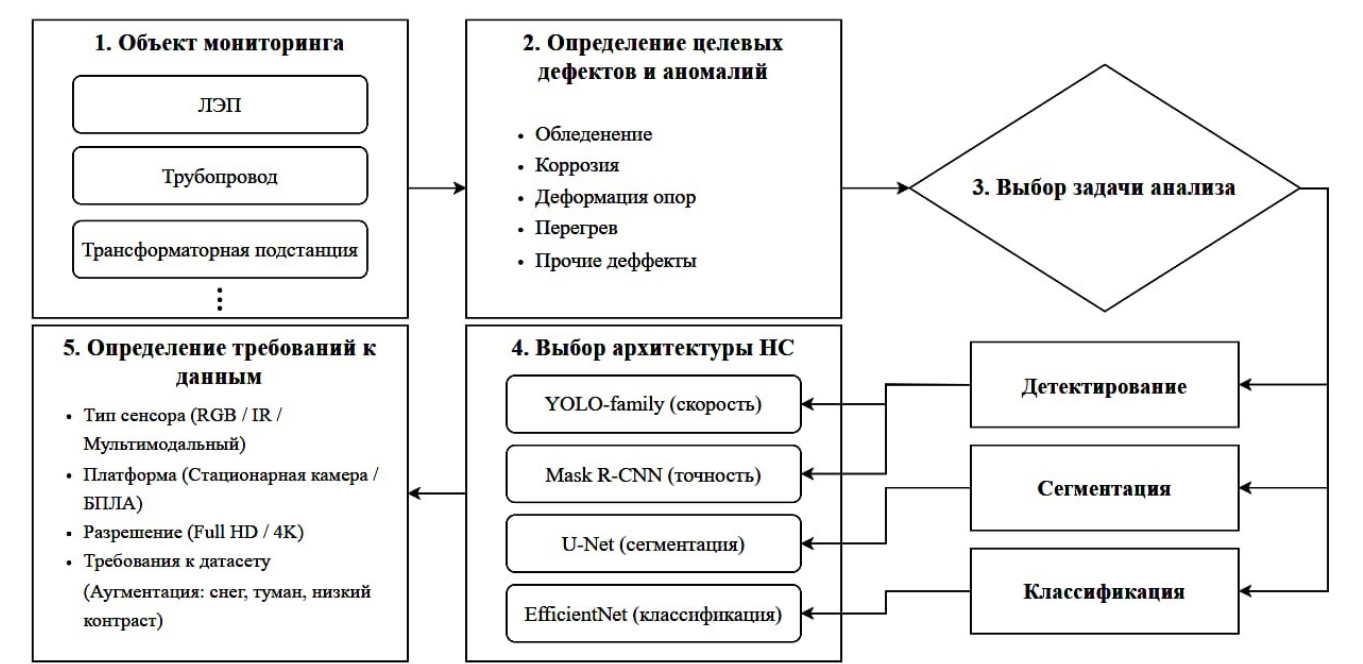 1. Объект мониторинга
ЛЭП
Трубопровод
Трансформаторная подстанция
2. Определение целевых
дефектов и аномалий
• Обледенение
• Коррозия
• Деформация опор
• Перегрев
• Прочие деффекты
3. Выбор задачи анализа
Детектирование
Сегментация
Классификация
4. Выбор архитектуры НС
YOLO-family (скорость)
Mask R-CNN (точность)
U-Net (сегментация)
EfficientNet (классификация)
5. Определение требований к
данным
• Тип сенсора (RGB / IR /
Мультимодальный)
• Платформа (Стационарная камера /
БПЛА)
• Разрешение (Full HD / 4K)
• Требования к датасету
(Аугментация: снег, туман, низкий
контраст)